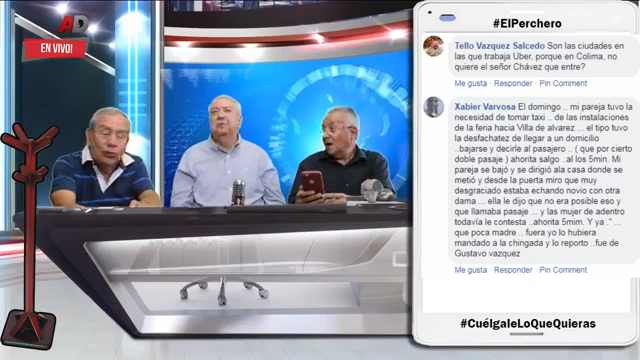 AD
EN VIVO!
#ElPerchero
Tello Vazquez Salcedo Son las ciudades en
las que trabaja Uber, porque en Colima, no
quiere el señor Chávez que entre?
Me gusta · Responder · Pin Comment
Xabier Varvosa El domingo .. mi pareja tuvo la
necesidad de tomar taxi .. de las instalaciones
de la feria hacia Villa de alvarez ... el tipo tuvo
la desfachatez de llegar a un domicilio
..bajarse y decirle al pasajero .. ( que por cierto
doble pasaje ) ahorita salgo ..al los 5min. Mi
pareja se bajó y se dirigió ala casa donde se
metió y desde la puerta miro que muy
desgraciado estaba echando novio con otra
dama ... ella le dijo que no era posible eso y
que llamaba pasaje ... y las mujer de adentro
todavía le contesta ..ahorita 5mim. Y ya ." ...
que poca madre .. fuera yo lo hubiera
mandado a la chingada y lo reporto ..fue de
Gustavo vazquez
Me gusta · Responder · Pin Comment
#CuélgaleLoQueQuieras